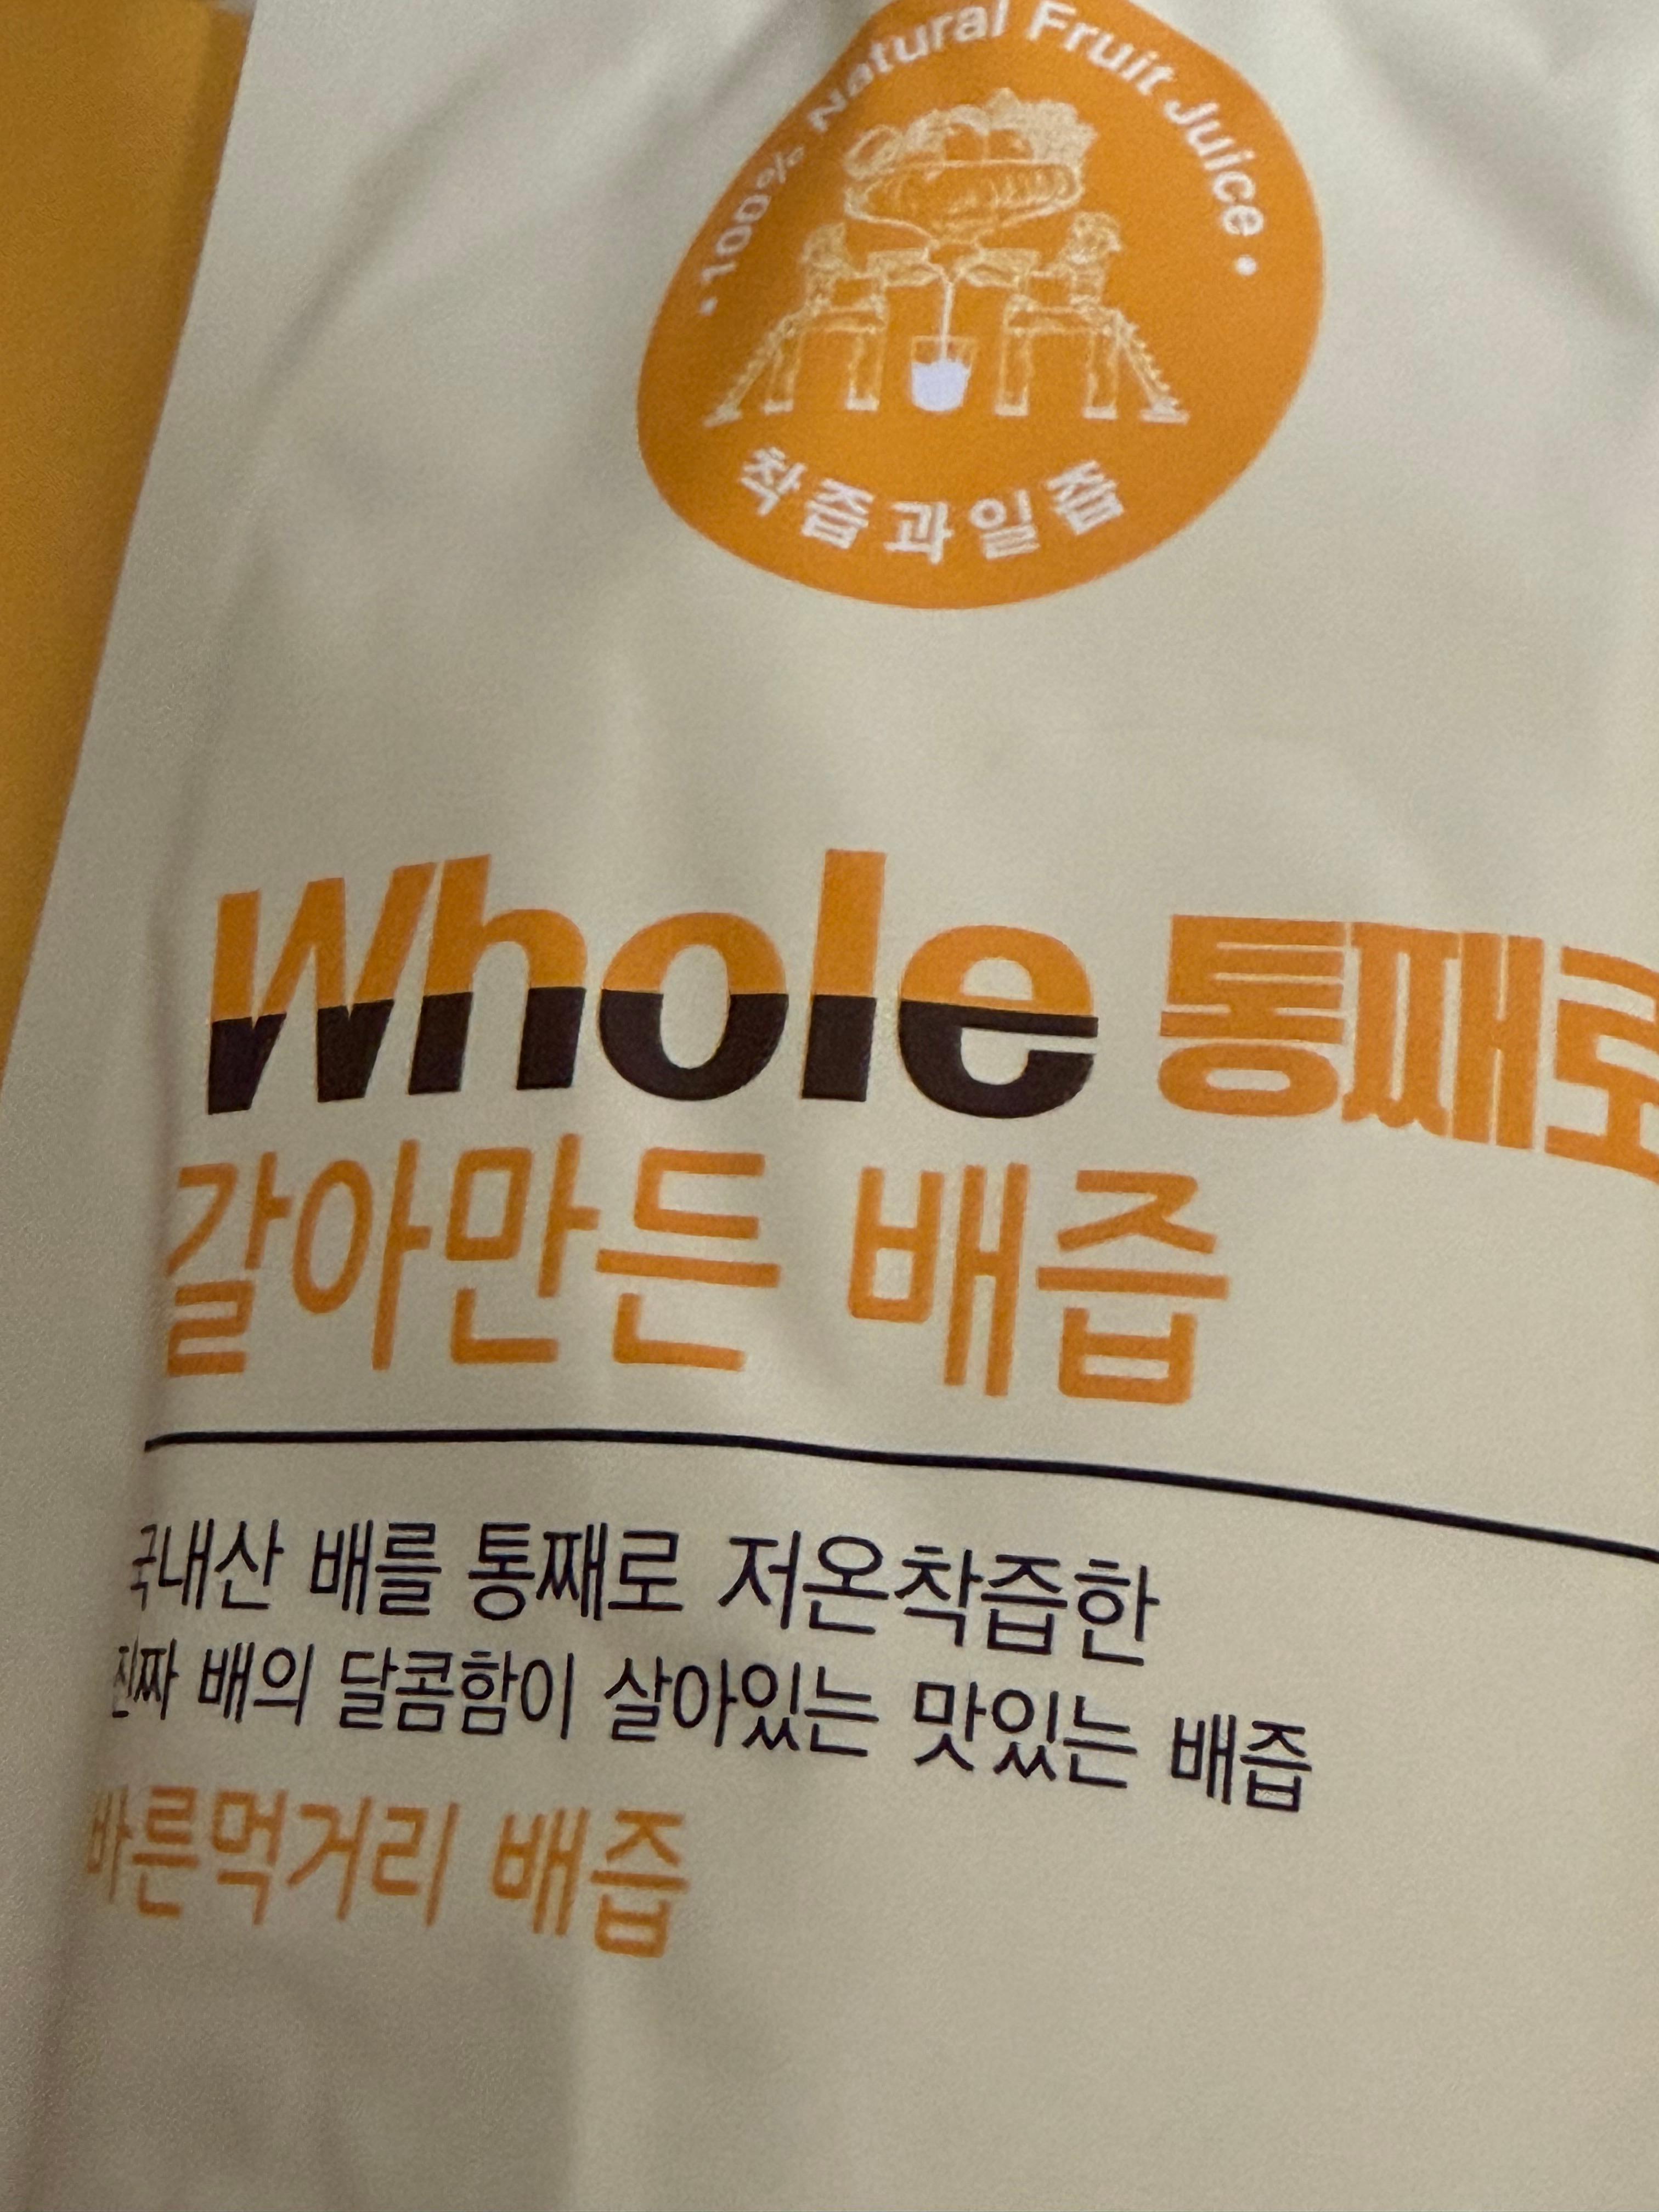 · 100% Natural Fruit Juice ·
착즙과일즙
Whole 통째로
갈아만든 배즙
국내산 배를 통째로 저온착즙한
진짜 배의 달콤함이 살아있는 맛있는 배즙
바른먹거리 배즙